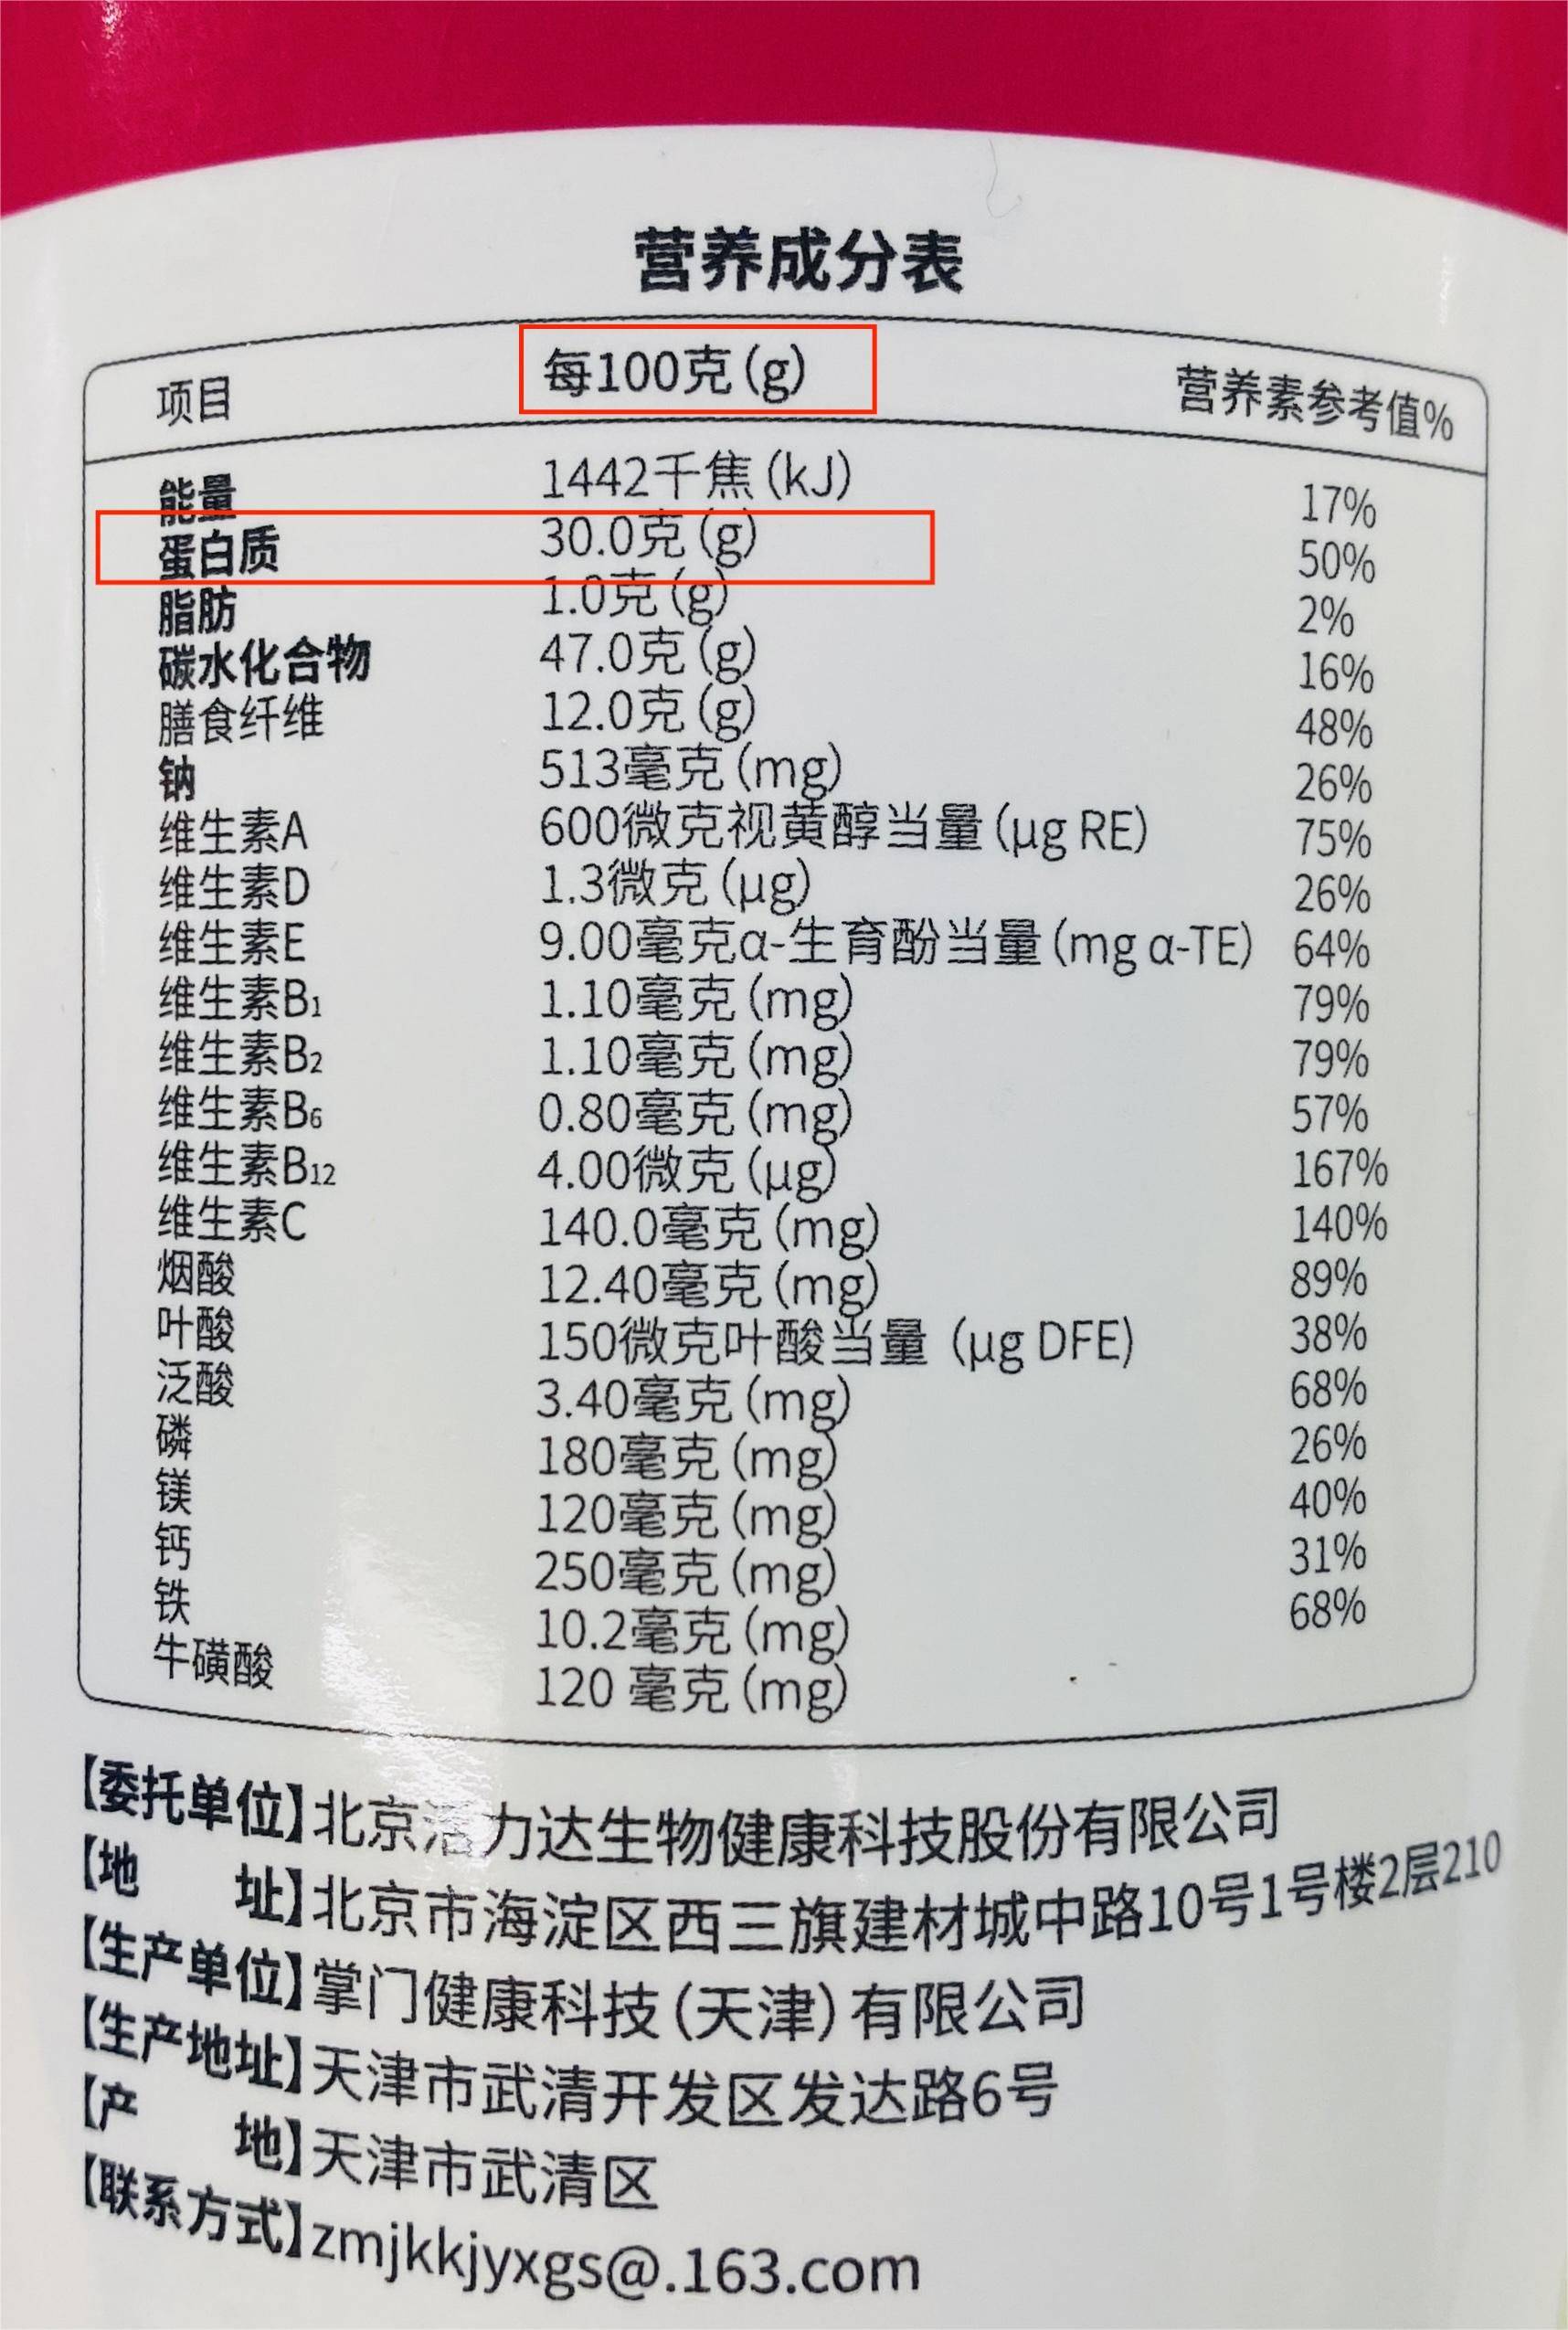 营养成分表
项目 每100克(g) 营养素参考值%
能量 1442千焦(kJ) 17%
蛋白质 30.0克(g) 50%
脂肪 1.0克(g) 2%
碳水化合物 47.0克(g) 16%
膳食纤维 12.0克(g) 48%
钠 513毫克(mg) 26%
维生素A 600微克视黄醇当量(μg RE) 75%
维生素D 1.3微克(μg) 26%
维生素E 9.00毫克α-生育酚当量(mg α-TE) 64%
维生素B1 1.10毫克(mg) 79%
维生素B2 1.10毫克(mg) 79%
维生素B6 0.80毫克(mg) 57%
维生素B12 4.00微克(μg) 167%
维生素C 140.0毫克(mg) 140%
烟酸 12.40毫克(mg) 89%
叶酸 150微克叶酸当量 (μg DFE) 38%
泛酸 3.40毫克(mg) 68%
磷 180毫克(mg) 26%
镁 120毫克(mg) 40%
钙 250毫克(mg) 31%
铁 10.2毫克(mg) 68%
牛磺酸 120 毫克(mg)
【委托单位】北京活力达生物健康科技股份有限公司
【地 址】北京市海淀区西三旗建材城中路10号1号楼2层210
【生产单位】掌门健康科技(天津)有限公司
【生产地址】天津市武清开发区发达路6号
【产 地】天津市武清区
【联系方式】zmjkkjyxgs@.163.com